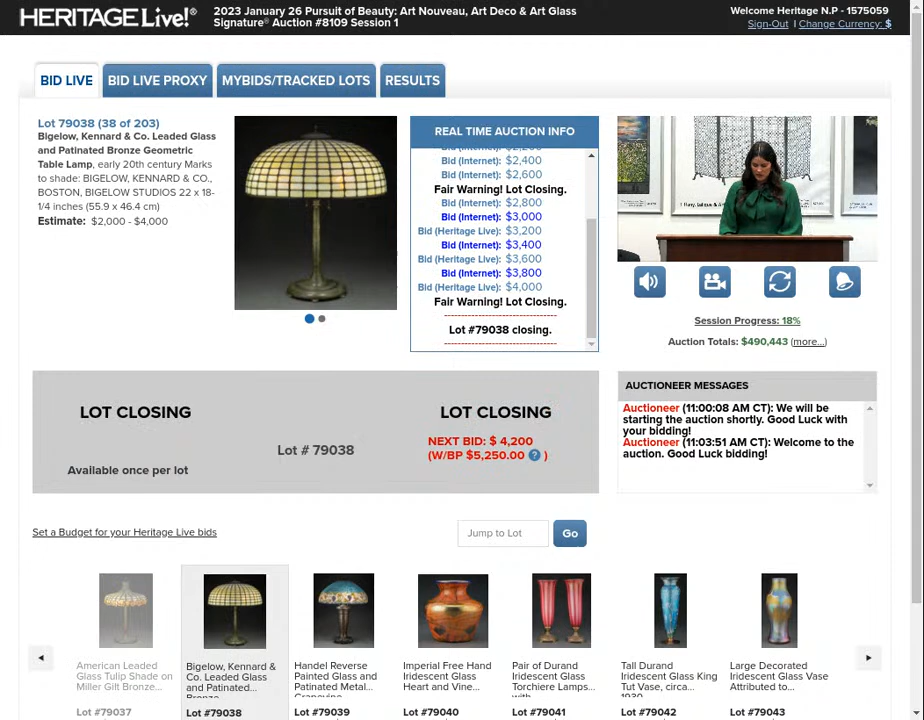 HERITAGE Live!®
2023 January 26 Pursuit of Beauty: Art Nouveau, Art Deco & Art Glass
Signature® Auction #8109 Session 1
Welcome Heritage N.P - 1575059
Sign-Out | Change Currency: $
BID LIVE
BID LIVE PROXY
MYBIDS/TRACKED LOTS
RESULTS
Lot 79038 (38 of 203)
Bigelow, Kennard & Co. Leaded Glass
and Patinated Bronze Geometric
Table Lamp, early 20th century Marks
to shade: BIGELOW, KENNARD & CO.,
BOSTON, BIGELOW STUDIOS 22 x 18-
1/4 inches (55.9 x 46.4 cm)
Estimate: $2,000 - $4,000
REAL TIME AUCTION INFO
Bid (Internet): $2,200
Bid (Internet): $2,400
Bid (Internet): $2,600
Fair Warning! Lot Closing.
Bid (Internet): $2,800
Bid (Internet): $3,000
Bid (Heritage Live): $3,200
Bid (Internet): $3,400
Bid (Heritage Live): $3,600
Bid (Internet): $3,800
Bid (Heritage Live): $4,000
Fair Warning! Lot Closing.
--------------------------------
Lot #79038 closing.
--------------------------------
Session Progress: 18%
Auction Totals: $490,443 (more...)
LOT CLOSING
Available once per lot
Lot # 79038
LOT CLOSING
NEXT BID: $ 4,200
(W/BP $5,250.00 ? )
AUCTIONEER MESSAGES
Auctioneer (11:00:08 AM CT): We will be
starting the auction shortly. Good Luck with
your bidding!
Auctioneer (11:03:51 AM CT): Welcome to the
auction. Good Luck bidding!
Set a Budget for your Heritage Live bids
Jump to Lot
Go
American Leaded
Glass Tulip Shade on
Miller Gilt Bronze...
Lot #79037
Bigelow, Kennard &
Co. Leaded Glass
and Patinated...
Bronze
Lot #79038
Handel Reverse
Painted Glass and
Patinated Metal...
Grapevine
Lot #79039
Imperial Free Hand
Iridescent Glass
Heart and Vine...
Lot #79040
Pair of Durand
Iridescent Glass
Torchiere Lamps...
with
Lot #79041
Tall Durand
Iridescent Glass King
Tut Vase, circa...
1930
Lot #79042
Large Decorated
Iridescent Glass Vase
Attributed to...
Lot #79043